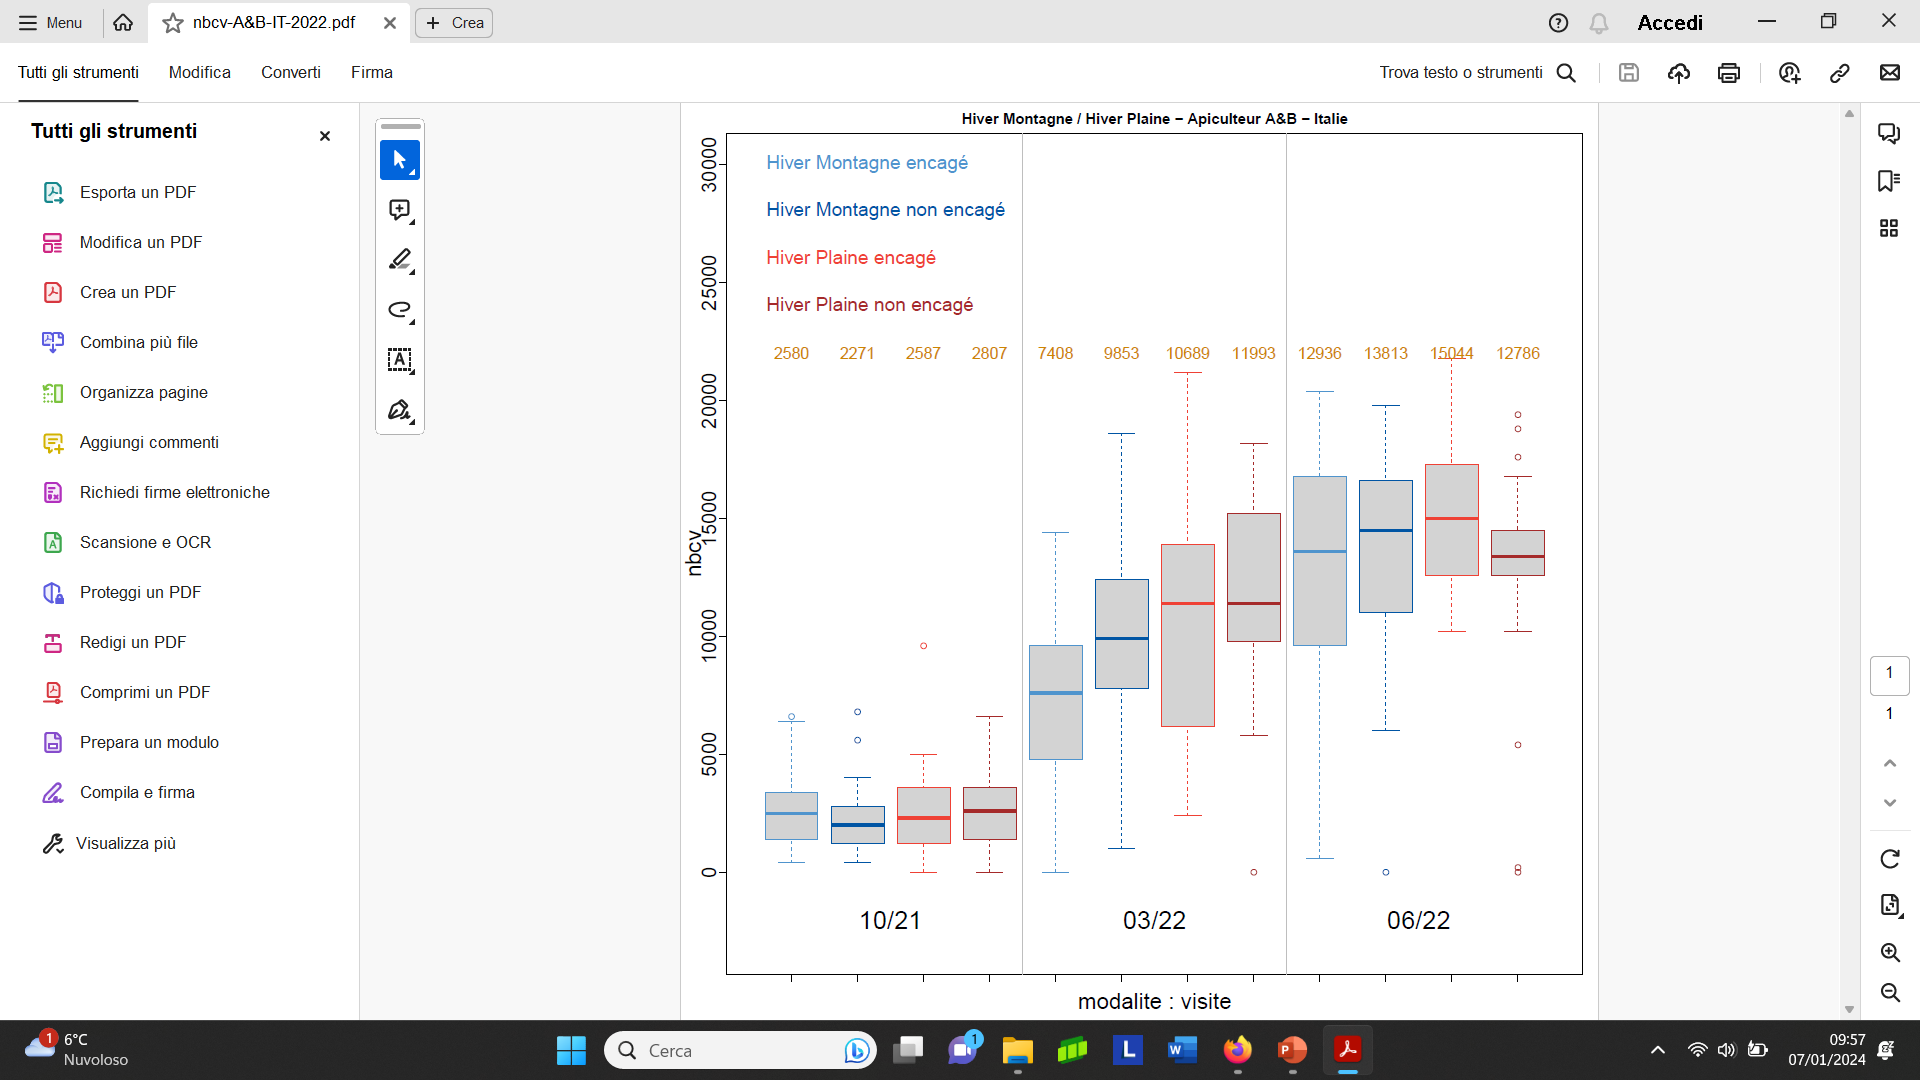 Menu
nbcv-A&B-IT-2022.pdf
Crea
Accedi
Tutti gli strumenti
Modifica
Converti
Firma
Trova testo o strumenti
Tutti gli strumenti
Esporta un PDF
Modifica un PDF
Crea un PDF
Combina più file
Organizza pagine
Aggiungi commenti
Richiedi firme elettroniche
Scansione e OCR
Proteggi un PDF
Redigi un PDF
Comprimi un PDF
Prepara un modulo
Compila e firma
Visualizza più
Hiver Montagne / Hiver Plaine − Apiculteur A&B − Italie
Hiver Montagne encagé
Hiver Montagne non encagé
Hiver Plaine encagé
Hiver Plaine non encagé
2580 2271 2587 2807 7408 9853 10689 11993 12936 13813 15044 12786
30000
25000
20000
15000
10000
5000
0
nbcv
10/21 03/22 06/22
modalite : visite
1
1
1
6°C
Nuvoloso
Cerca
1
09:57
07/01/2024